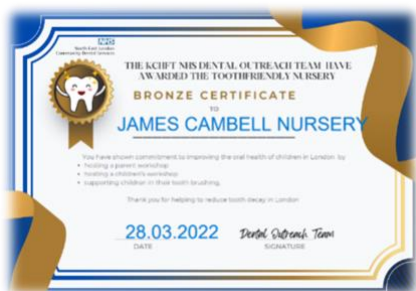 North East London
Community Dental Services
THE KCHFT NHS DENTAL OUTREACH TEAM HAVE
AWARDED THE TOOTHFRIENDLY NURSERY
BRONZE CERTIFICATE
TO
JAMES CAMBELL NURSERY
You have shown commitment to improving the oral health of children in London by
• hosting a parent workshop
• hosting a children's workshop
• supporting children in their tooth brushing.
Thank you for helping to reduce tooth decay in London
28.03.2022
Dental Outreach Team
DATE
SIGNATURE